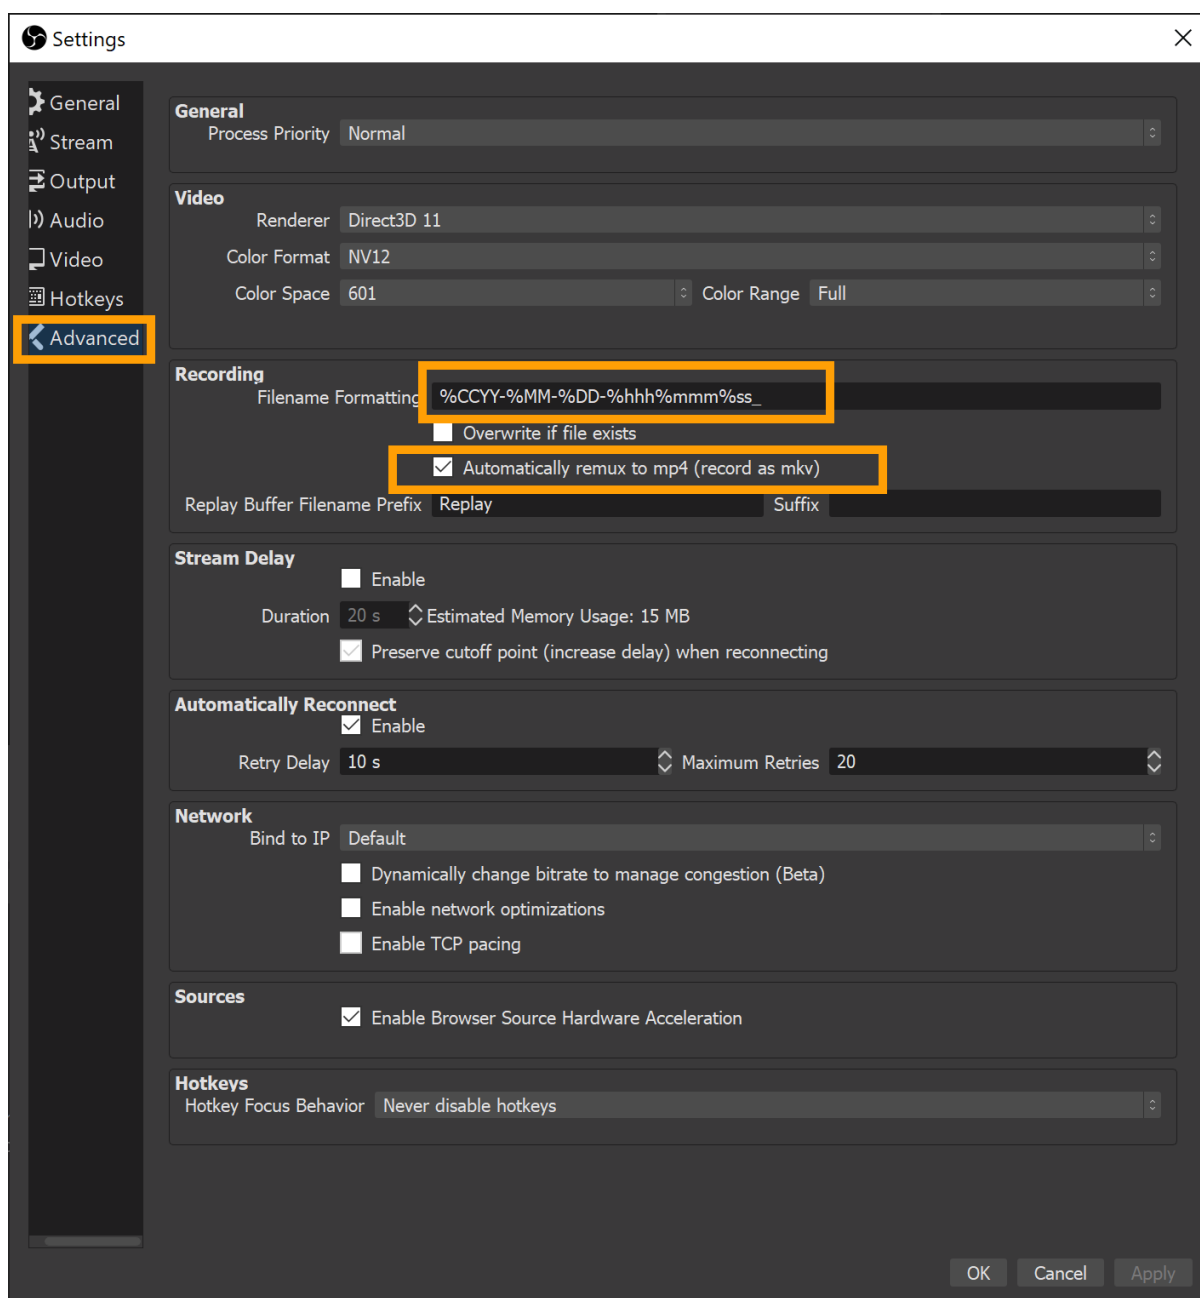 Settings
General
Stream
Output
Audio
Video
Hotkeys
Advanced
General
Process Priority Normal
Video
Renderer Direct3D 11
Color Format NV12
Color Space 601 Color Range Full
Recording
Filename Formatting %CCYY-%MM-%DD-%hhh%mmm%ss_
Overwrite if file exists
Automatically remux to mp4 (record as mkv)
Replay Buffer Filename Prefix Replay Suffix
Stream Delay
Enable
Duration 20 s Estimated Memory Usage: 15 MB
Preserve cutoff point (increase delay) when reconnecting
Automatically Reconnect
Enable
Retry Delay 10 s Maximum Retries 20
Network
Bind to IP Default
Dynamically change bitrate to manage congestion (Beta)
Enable network optimizations
Enable TCP pacing
Sources
Enable Browser Source Hardware Acceleration
Hotkeys
Hotkey Focus Behavior Never disable hotkeys
OK Cancel Apply